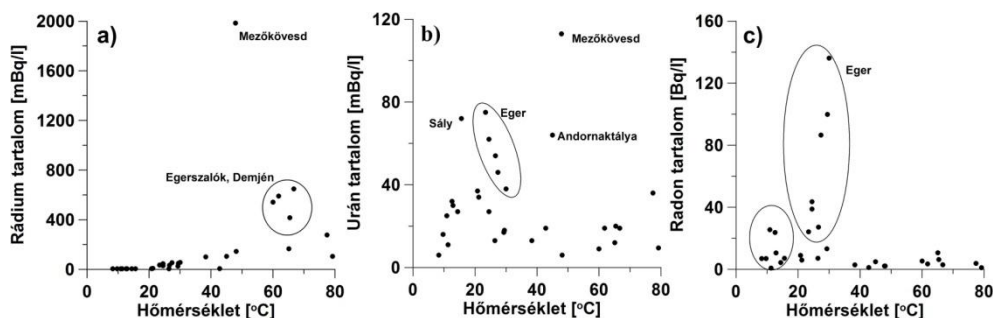 a)
Rádium tartalom [mBq/l]
2000
1600
1200
800
400
0
Mezőkövesd
Egerszalók, Demjén
0 20 40 60 80
Hőmérséklet [°C]
b)
Urán tartalom [mBq/l]
120
80
40
0
Mezőkövesd
Sály
Eger
Andornaktálya
0 20 40 60 80
Hőmérséklet [°C]
c)
Radon tartalom [Bq/l]
160
120
80
40
0
Eger
0 20 40 60 80
Hőmérséklet [°C]